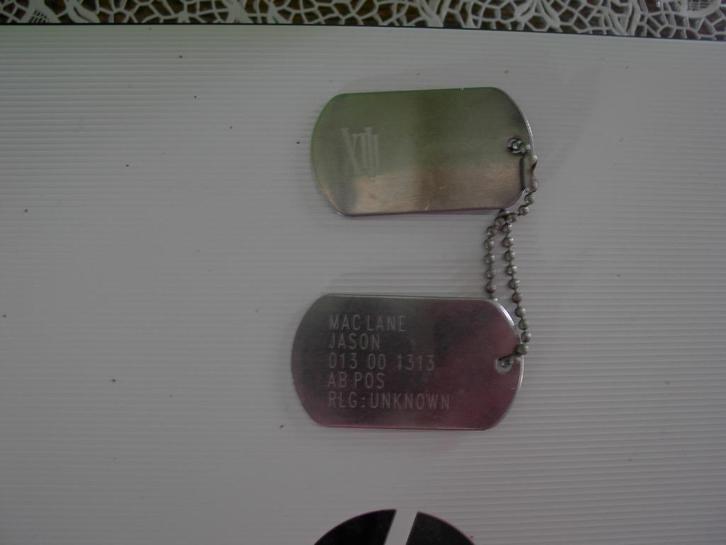 XIII
MAC LANE
JASON
013 00 1313
AB POS
RLG:UNKNOWN